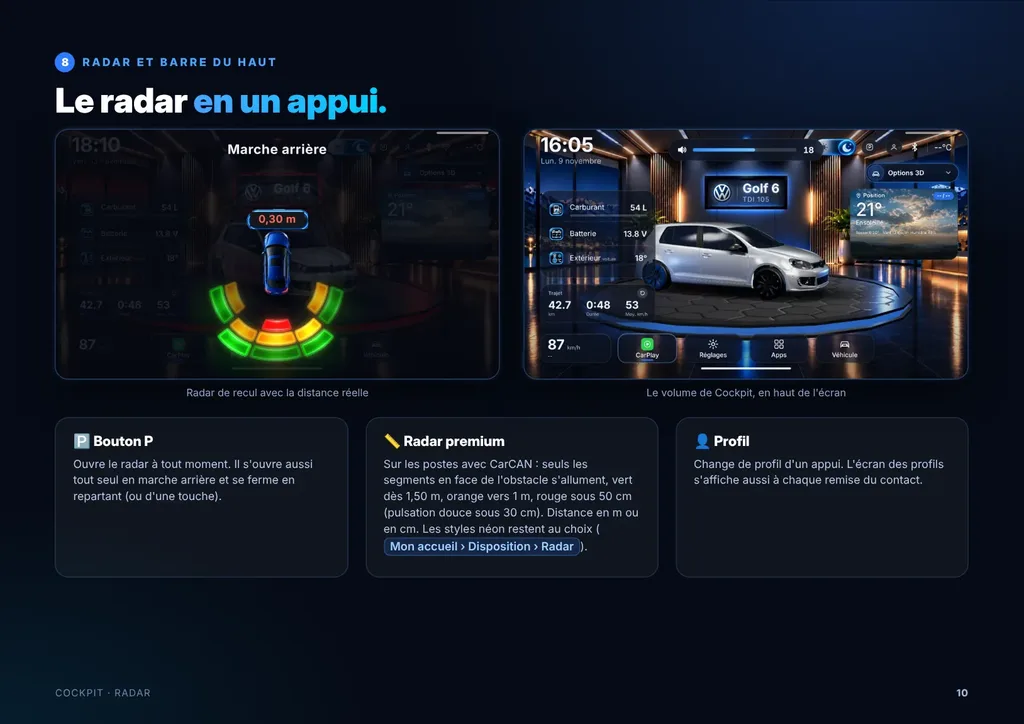 8 RADAR ET BARRE DU HAUT
Le radar en un appui.
18:10
Marche arrière
Golf 6
0,30 m
Carburant 54 L
Batterie 13.8 V
Extérieur 18°
21°
42.7 0:48 53
87
Radar de recul avec la distance réelle
16:05
Lun. 9 novembre
18
--°C
Options 3D
Golf 6
TDI 105
Position
21°
Ensoleillé
Carburant 54 L
Batterie 13.8 V
Extérieur 18°
Trajet
42.7 0:48 53
km Durée Moy. km/h
87 km/h
--
CarPlay
Réglages
Apps
Véhicule
Le volume de Cockpit, en haut de l'écran
P Bouton P
Ouvre le radar à tout moment. Il s'ouvre aussi
tout seul en marche arrière et se ferme en
repartant (ou d'une touche).
Radar premium
Sur les postes avec CarCAN : seuls les
segments en face de l'obstacle s'allument, vert
dès 1,50 m, orange vers 1 m, rouge sous 50 cm
(pulsation douce sous 30 cm). Distance en m ou
en cm. Les styles néon restent au choix (
Mon accueil › Disposition › Radar ).
Profil
Change de profil d'un appui. L'écran des profils
s'affiche aussi à chaque remise du contact.
COCKPIT · RADAR
10